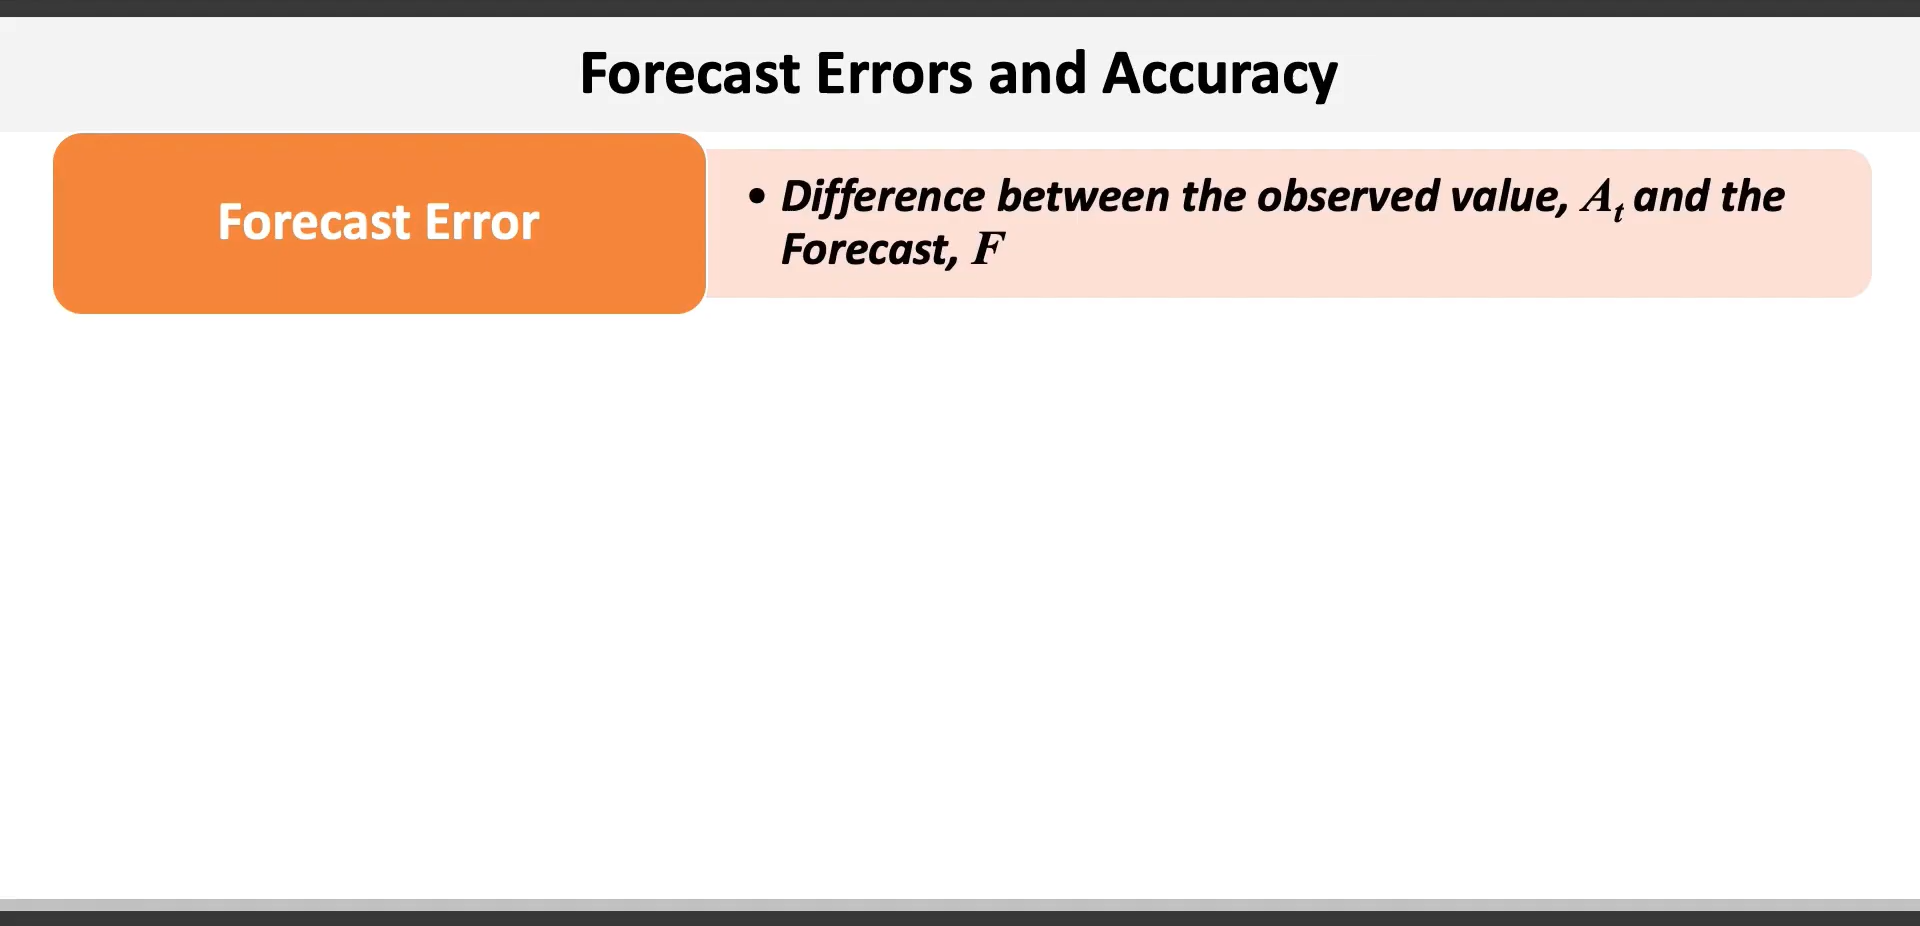 Forecast Errors and Accuracy
Forecast Error
• Difference between the observed value, Aₜ and the
Forecast, F